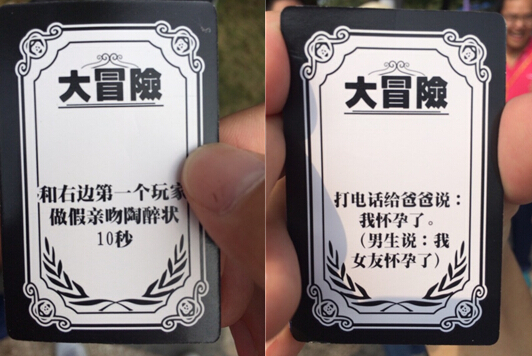 大冒險
和右边第一个玩家
做假亲吻陶醉状
10秒
大冒險
打电话给爸爸说：
我怀孕了。
（男生说：我
女友怀孕了）